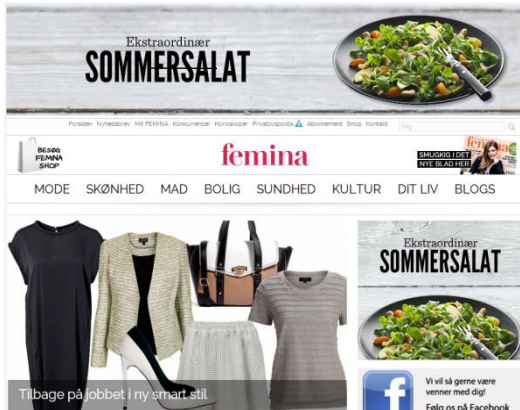 Ekstraordinær
SOMMERSALAT
Forsiden Nyhedsbrev Mit FEMINA Konkurrencer Horoskoper Privatlivspolitik Abonnement Shop Kontakt Søg
BESØG
FEMINA
SHOP
femina
SMUGKIG I DET
NYE BLAD HER
MODE SKØNHED MAD BOLIG SUNDHED KULTUR DIT LIV BLOGS
Ekstraordinær
SOMMERSALAT
Tilbage på jobbet i ny smart stil
Vi vil så gerne være
venner med dig!
Følg os på Facebook